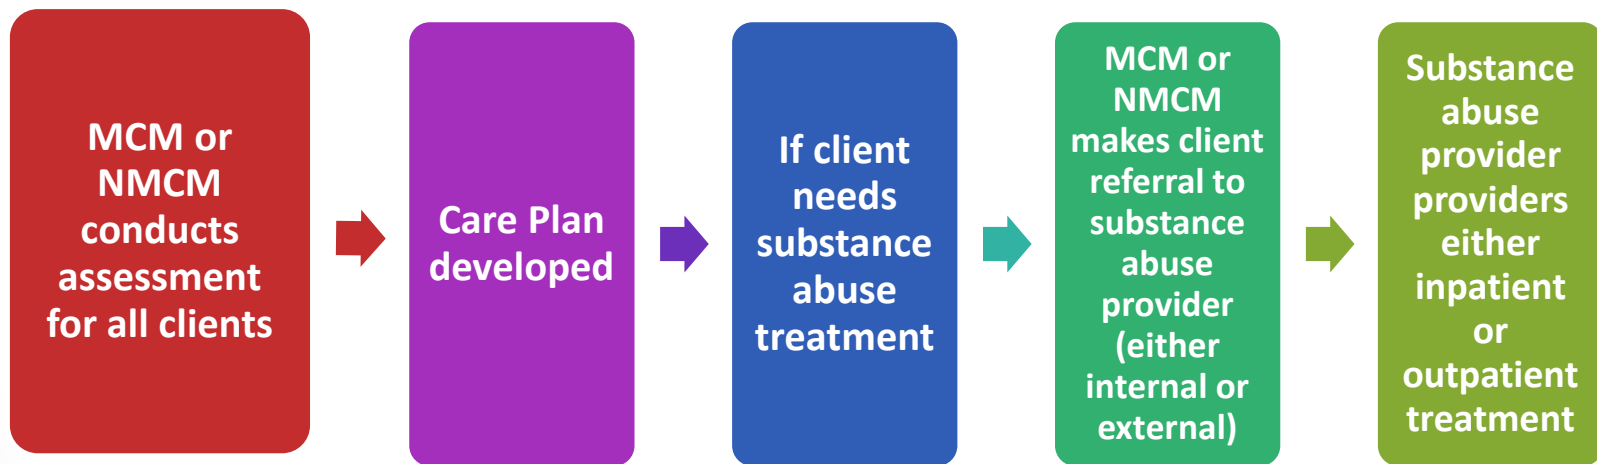 MCM or
NMCM
conducts
assessment
for all clients
Care Plan
developed
If client
needs
substance
abuse
treatment
MCM or
NMCM
makes client
referral to
substance
abuse
provider
(either
internal or
external)
Substance
abuse
provider
providers
either
inpatient
or
outpatient
treatment